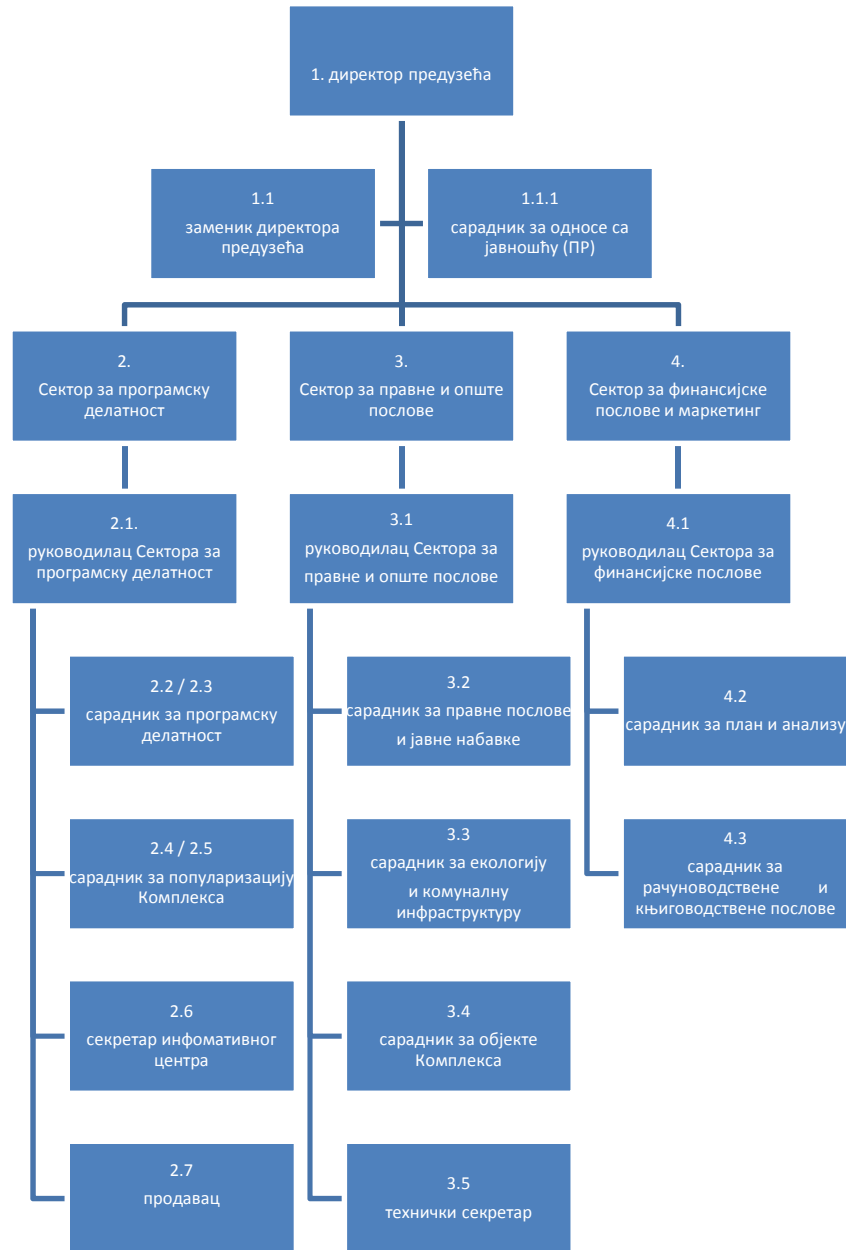 1. директор предузећа
1.1
заменик директора
предузећа
1.1.1
сарадник за односе са
јавношћу (ПР)
2.
Сектор за програмску
делатност
3.
Сектор за правне и опште
послове
4.
Сектор за финансијске
послове и маркетинг
2.1.
руководилац Сектора за
програмску делатност
3.1
руководилац Сектора за
правне и опште послове
4.1
руководилац Сектора за
финансијске послове
2.2 / 2.3
сарадник за програмску
делатност
3.2
сарадник за правне послове
и јавне набавке
4.2
сарадник за план и анализу
2.4 / 2.5
сарадник за популаризацију
Комплекса
3.3
сарадник за екологију
и комуналну
инфраструктуру
4.3
сарадник за
рачуноводствене и
књиговодствене послове
2.6
секретар инфомативног
центра
3.4
сарадник за објекте
Комплекса
2.7
продавац
3.5
технички секретар